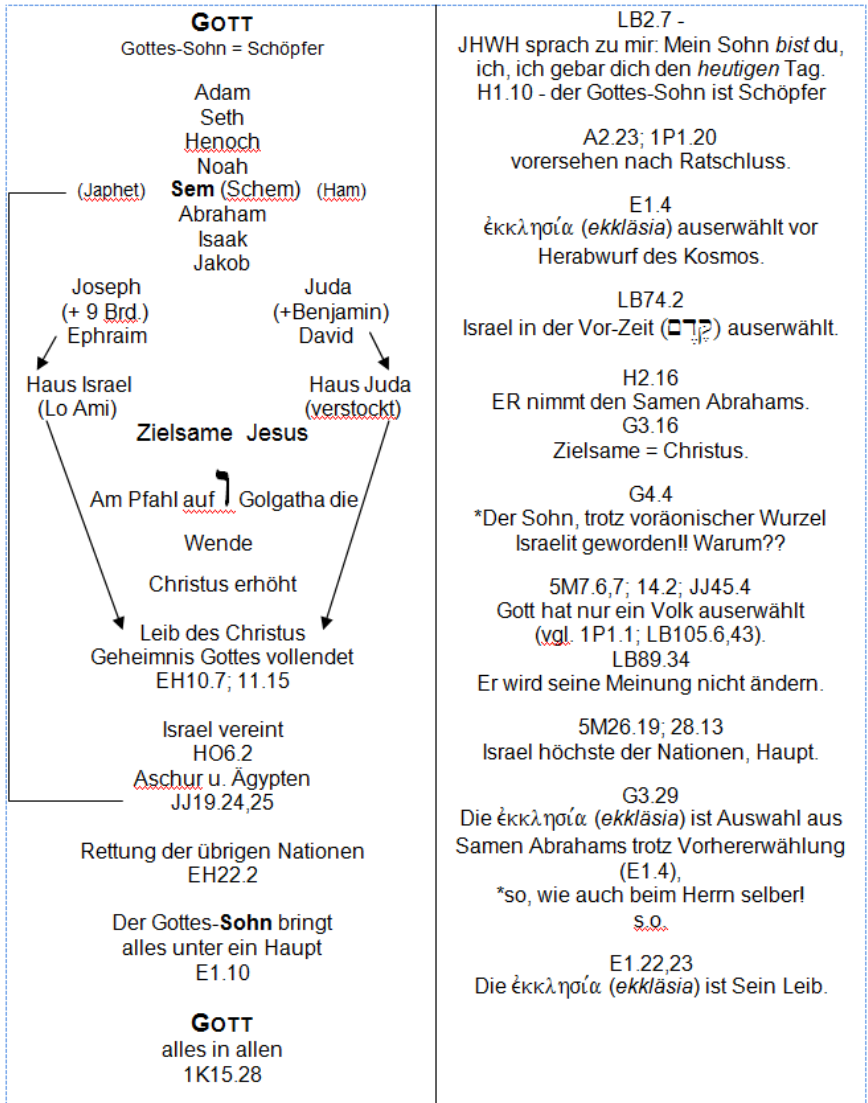 GOTT
Gottes-Sohn = Schöpfer
Adam
Seth
Henoch
Noah
(Japhet) Sem (Schem) (Ham)
Abraham
Isaak
Jakob
Joseph Juda
(+ 9 Brd.) (+Benjamin)
Ephraim David
Haus Israel Haus Juda
(Lo Ami) (verstockt)
Zielsame Jesus
Am Pfahl auf ו Golgatha die
Wende
Christus erhöht
Leib des Christus
Geheimnis Gottes vollendet
EH10.7; 11.15
Israel vereint
HO6.2
Aschur u. Ägypten
JJ19.24,25
Rettung der übrigen Nationen
EH22.2
Der Gottes-Sohn bringt
alles unter ein Haupt
E1.10
GOTT
alles in allen
1K15.28
LB2.7 -
JHWH sprach zu mir: Mein Sohn bist du,
ich, ich gebar dich den heutigen Tag.
H1.10 - der Gottes-Sohn ist Schöpfer
A2.23; 1P1.20
vorersehen nach Ratschluss.
E1.4
ἐκκλησία (ekkläsia) auserwählt vor
Herabwurf des Kosmos.
LB74.2
Israel in der Vor-Zeit (קֶדֶם) auserwählt.
H2.16
ER nimmt den Samen Abrahams.
G3.16
Zielsame = Christus.
G4.4
*Der Sohn, trotz voräonischer Wurzel
Israelit geworden!! Warum??
5M7.6,7; 14.2; JJ45.4
Gott hat nur ein Volk auserwählt
(vgl. 1P1.1; LB105.6,43).
LB89.34
Er wird seine Meinung nicht ändern.
5M26.19; 28.13
Israel höchste der Nationen, Haupt.
G3.29
Die ἐκκλησία (ekkläsia) ist Auswahl aus
Samen Abrahams trotz Vorhererwählung
(E1.4),
*so, wie auch beim Herrn selber!
s.o.
E1.22,23
Die ἐκκλησία (ekkläsia) ist Sein Leib.